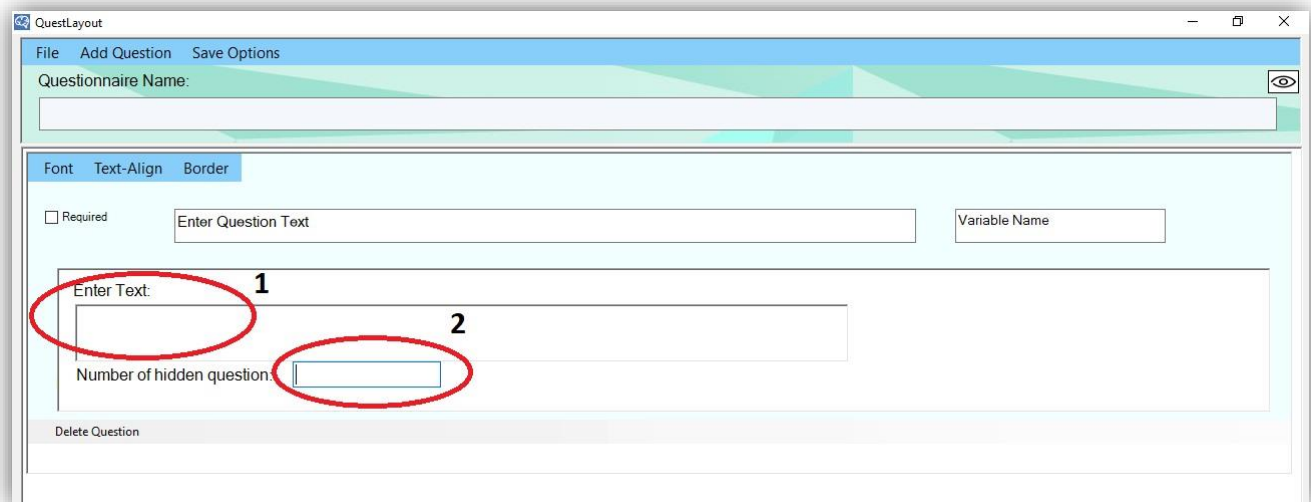 QuestLayout
File Add Question Save Options
Questionnaire Name:
Font Text-Align Border
Required Enter Question Text Variable Name
Enter Text: 1
2
Number of hidden question:
Delete Question